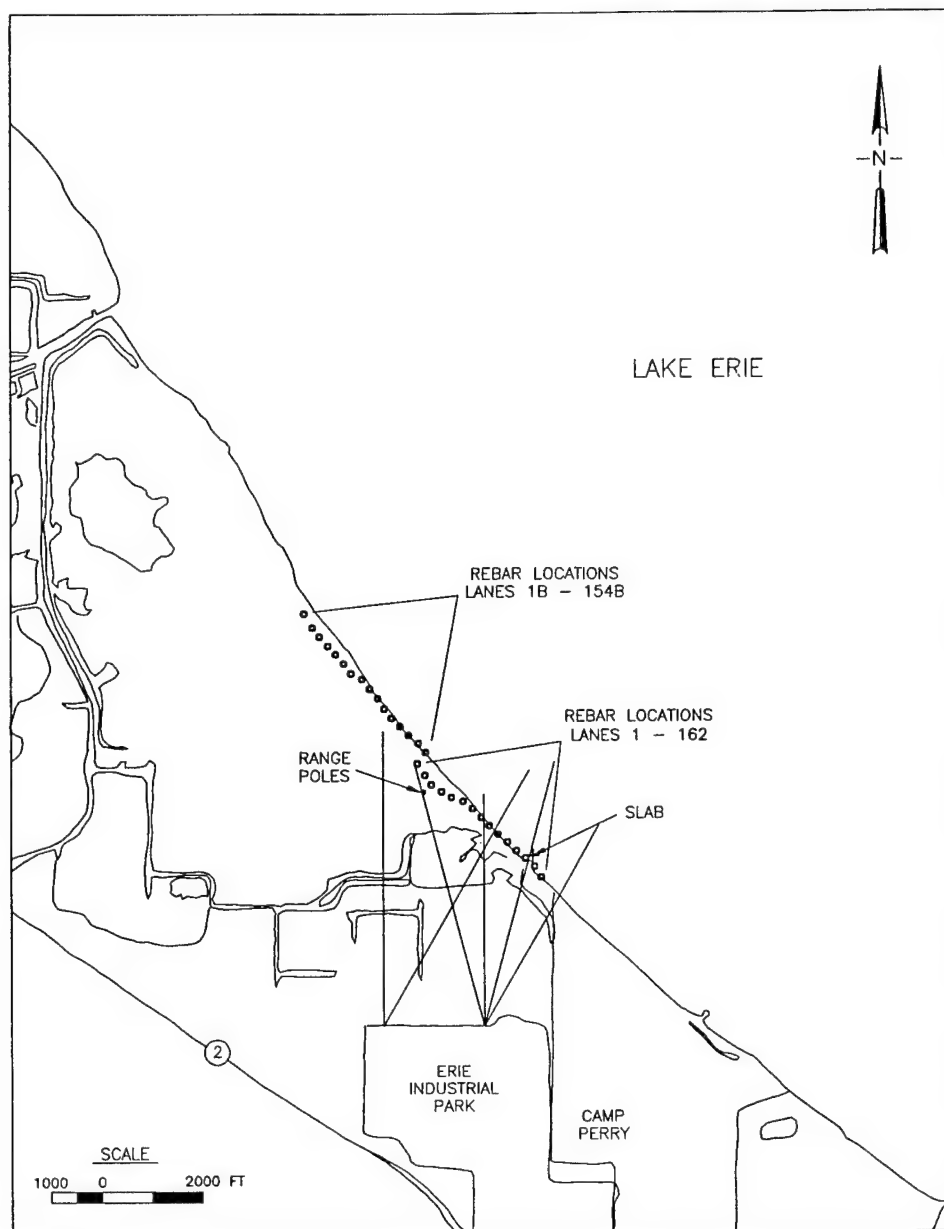 -N-
LAKE ERIE
REBAR LOCATIONS
LANES 1B - 154B
REBAR LOCATIONS
LANES 1 - 162
RANGE
POLES
SLAB
2
ERIE
INDUSTRIAL
PARK
CAMP
PERRY
SCALE
1000 0 2000 FT